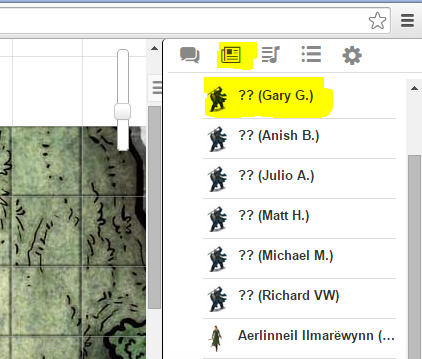 ?? (Gary G.)
?? (Anish B.)
?? (Julio A.)
?? (Matt H.)
?? (Michael M.)
?? (Richard VW)
Aerlinneil Ilmarëwynn (...